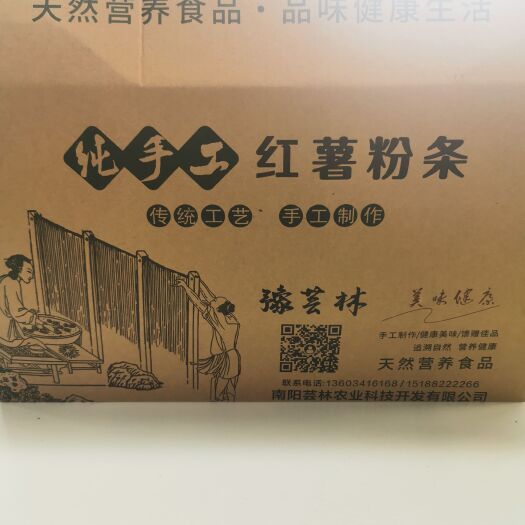 天然营养食品·品味健康生活
纯手工 红薯粉条
传统工艺 手工制作
豫芸林
美味健康
手工制作/健康美味/馈赠佳品
追溯自然 营养健康
天然营养食品
联系电话:13603416168/15188222266
南阳芸林农业科技开发有限公司